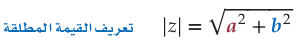 تعريف القيمة المطلقة |z| = √(a² + b²)